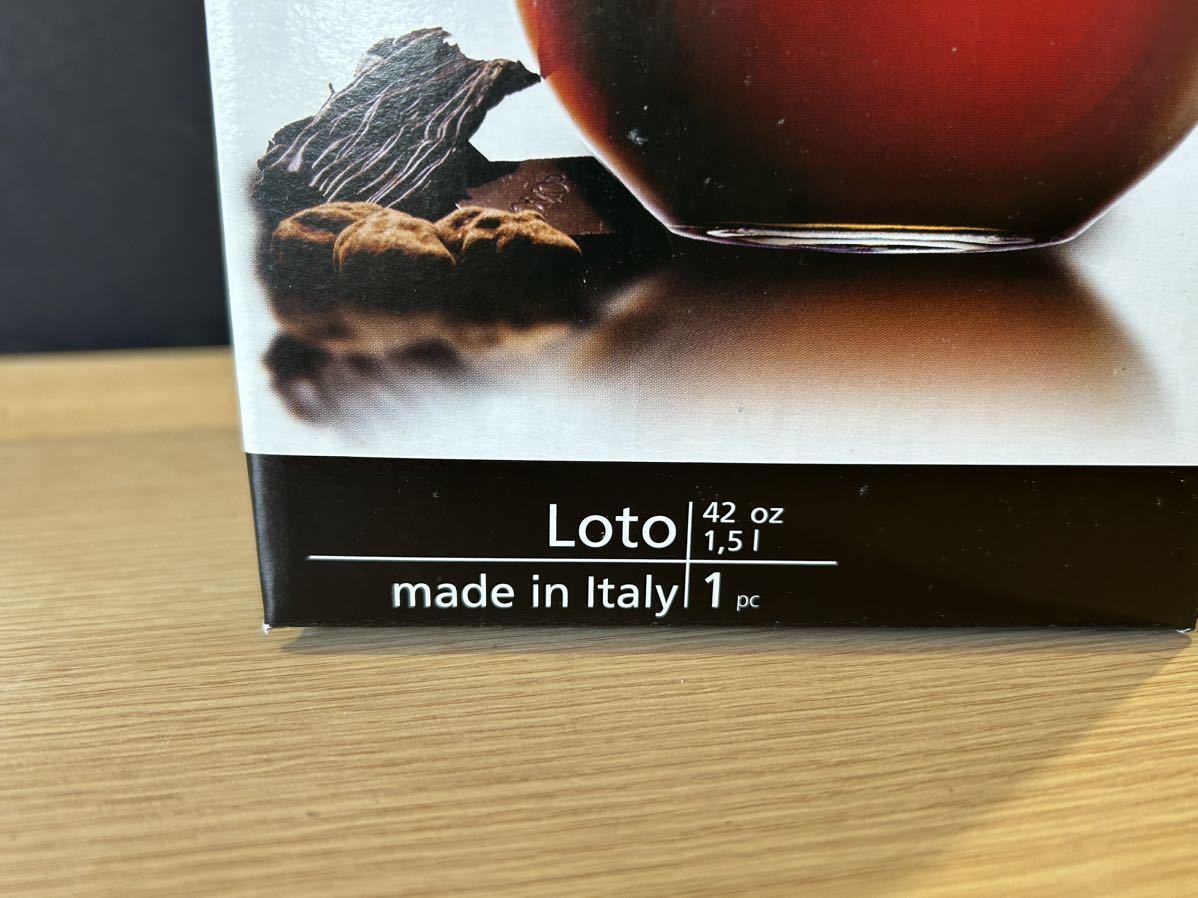 Loto
42 oz
1,5 l
made in Italy
1 pc